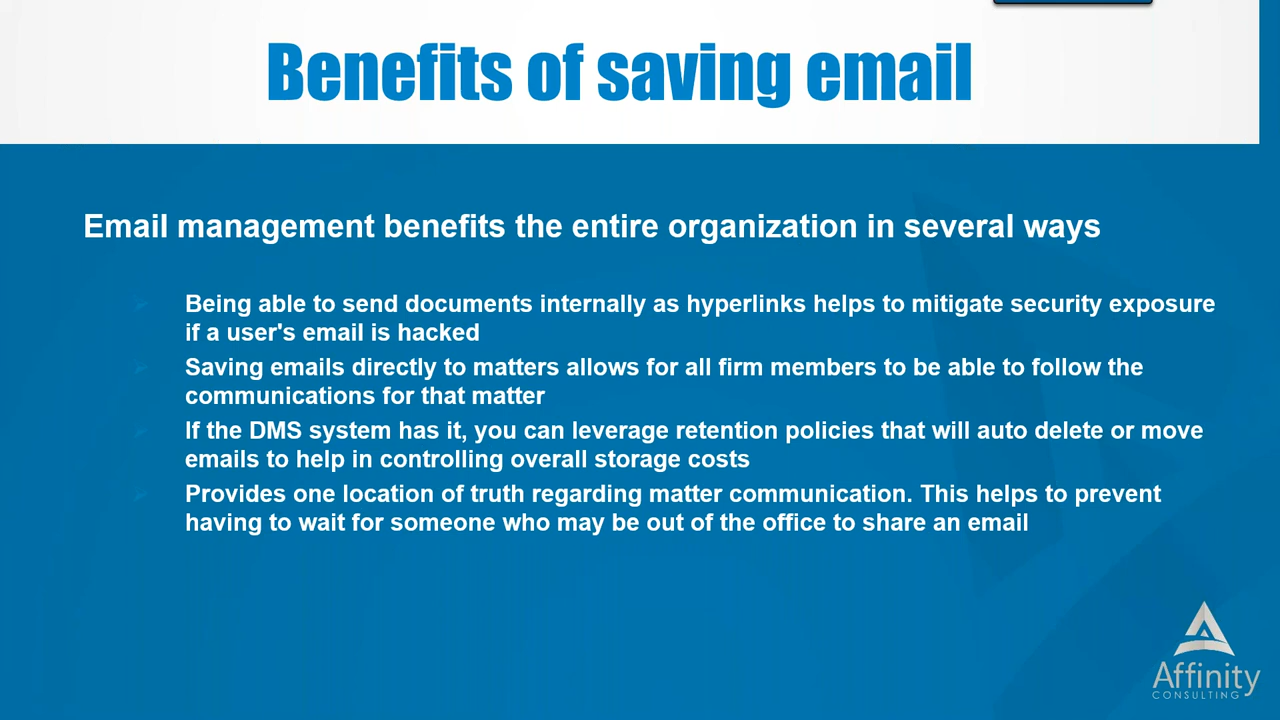 Benefits of saving email
Email management benefits the entire organization in several ways
Being able to send documents internally as hyperlinks helps to mitigate security exposure
if a user's email is hacked
Saving emails directly to matters allows for all firm members to be able to follow the
communications for that matter
If the DMS system has it, you can leverage retention policies that will auto delete or move
emails to help in controlling overall storage costs
Provides one location of truth regarding matter communication. This helps to prevent
having to wait for someone who may be out of the office to share an email
Affinity
CONSULTING